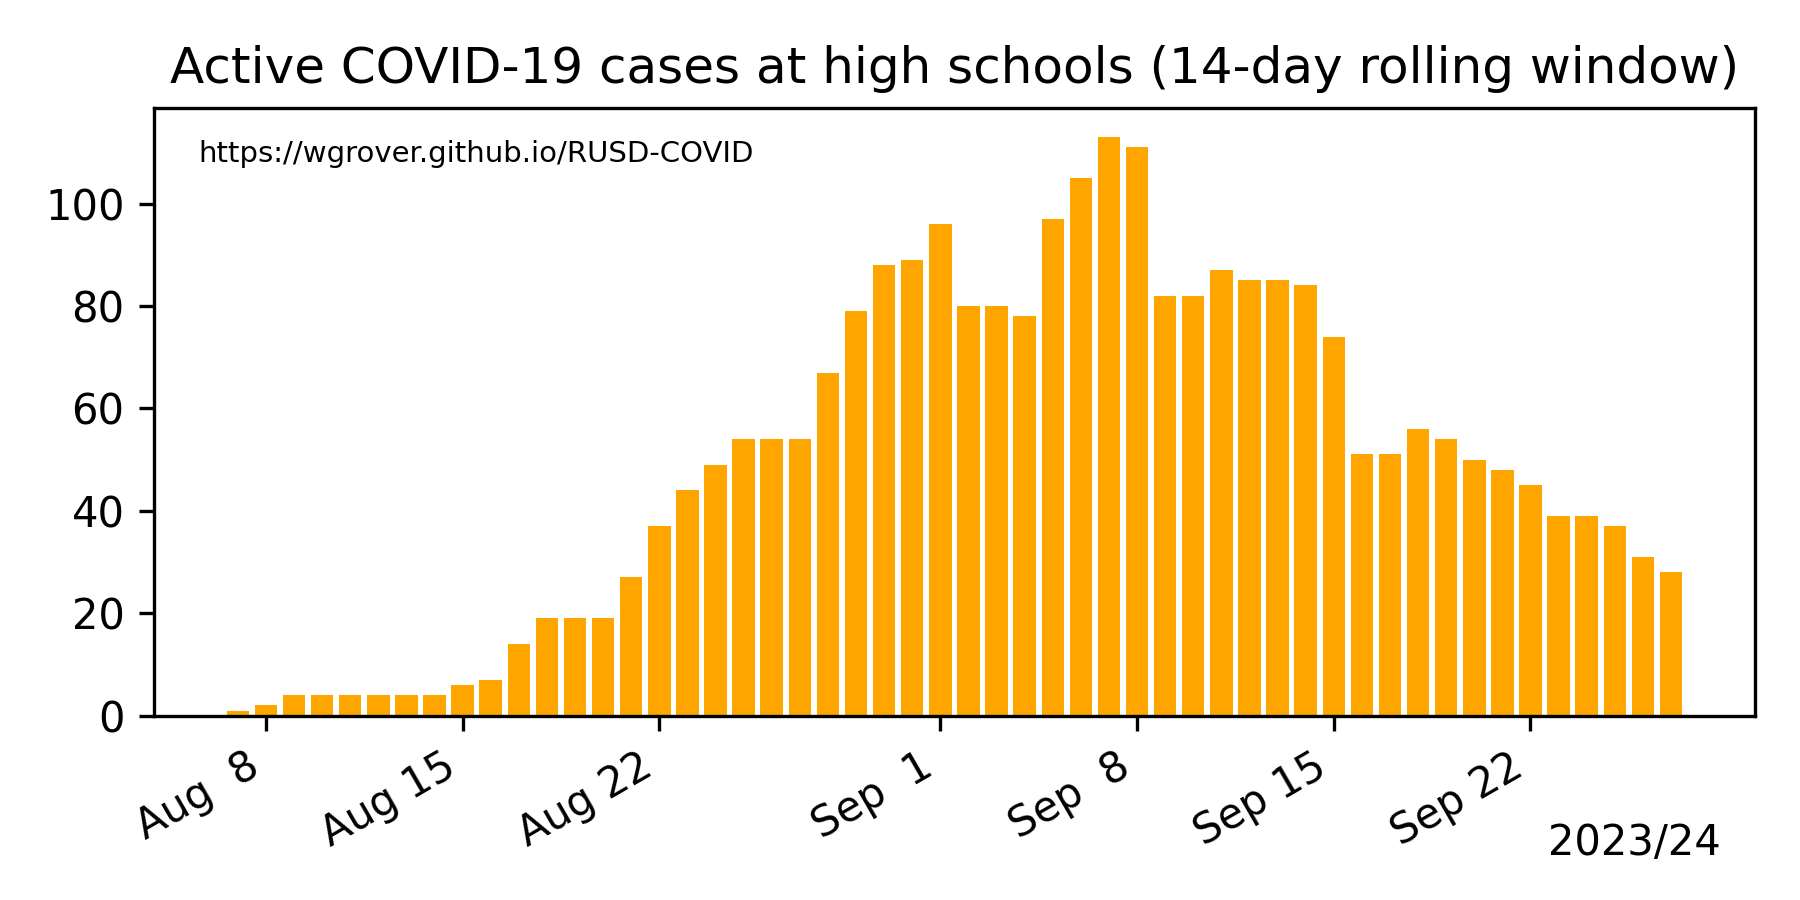 Active COVID-19 cases at high schools (14-day rolling window)
https://wgrover.github.io/RUSD-COVID
100
80
60
40
20
0
Aug 8
Aug 15
Aug 22
Sep 1
Sep 8
Sep 15
Sep 22
2023/24